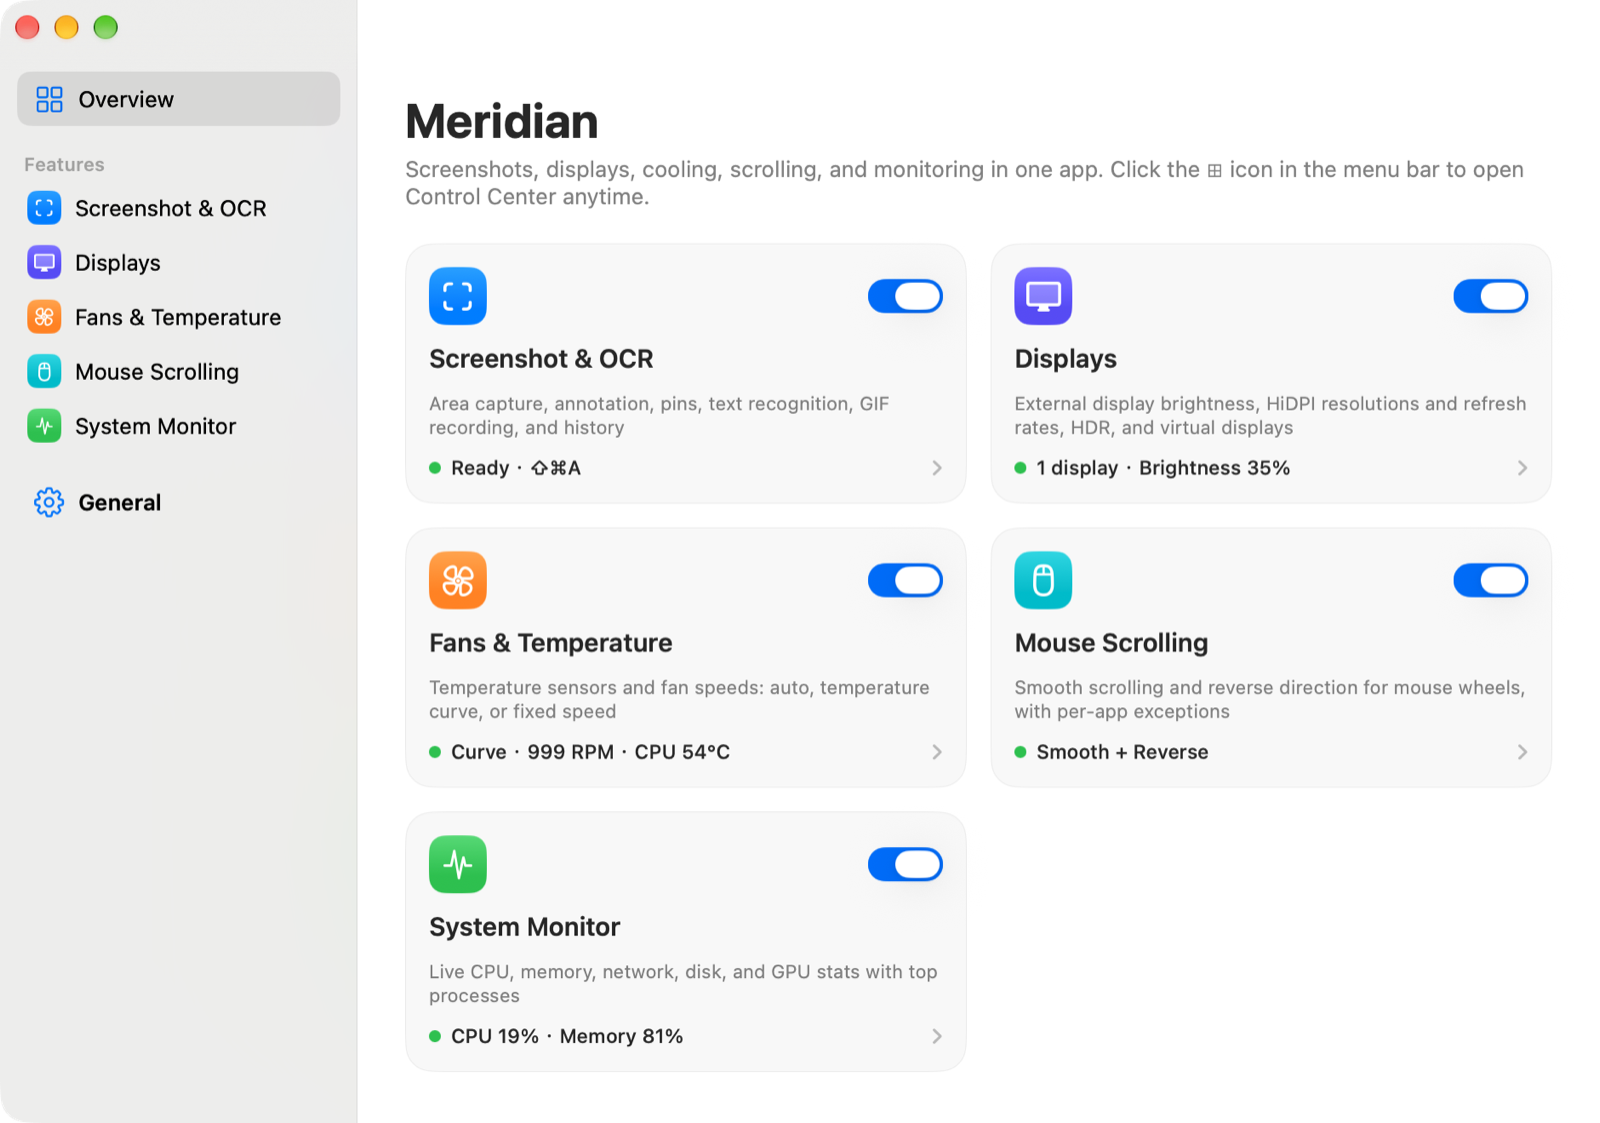 Overview
Features
Screenshot & OCR
Displays
Fans & Temperature
Mouse Scrolling
System Monitor
General
Meridian
Screenshots, displays, cooling, scrolling, and monitoring in one app. Click the ⊞ icon in the menu bar to open
Control Center anytime.
Screenshot & OCR
Area capture, annotation, pins, text recognition, GIF
recording, and history
Ready · ⇧⌘A
Displays
External display brightness, HiDPI resolutions and refresh
rates, HDR, and virtual displays
1 display · Brightness 35%
Fans & Temperature
Temperature sensors and fan speeds: auto, temperature
curve, or fixed speed
Curve · 999 RPM · CPU 54°C
Mouse Scrolling
Smooth scrolling and reverse direction for mouse wheels,
with per-app exceptions
Smooth + Reverse
System Monitor
Live CPU, memory, network, disk, and GPU stats with top
processes
CPU 19% · Memory 81%